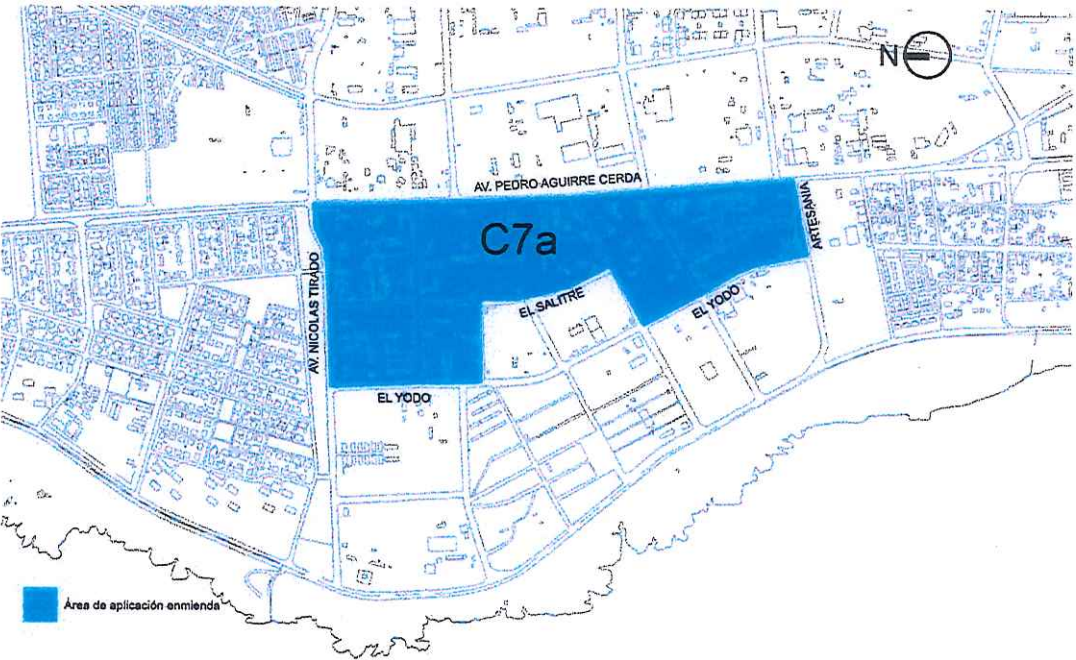 N
AV. PEDRO AGUIRRE CERDA
C7a
ARTESANIA
AV. NICOLAS TIRADO
EL SALITRE
EL YODO
EL YODO
Área de aplicación enmienda